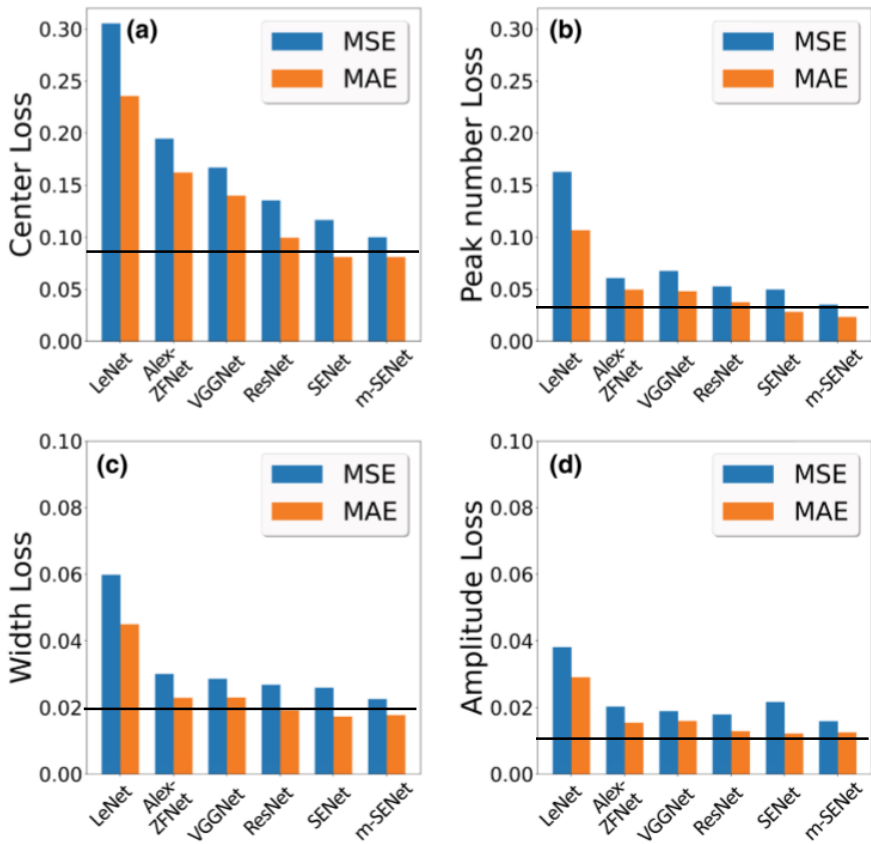 (a)
MSE
MAE
Center Loss
0.30
0.25
0.20
0.15
0.10
0.05
0.00
LeNet
Alex-
ZFNet
VGGNet
ResNet
SENet
m-SENet
(b)
MSE
MAE
Peak number Loss
0.30
0.25
0.20
0.15
0.10
0.05
0.00
LeNet
Alex-
ZFNet
VGGNet
ResNet
SENet
m-SENet
(c)
MSE
MAE
Width Loss
0.10
0.08
0.06
0.04
0.02
0.00
LeNet
Alex-
ZFNet
VGGNet
ResNet
SENet
m-SENet
(d)
MSE
MAE
Amplitude Loss
0.10
0.08
0.06
0.04
0.02
0.00
LeNet
Alex-
ZFNet
VGGNet
ResNet
SENet
m-SENet